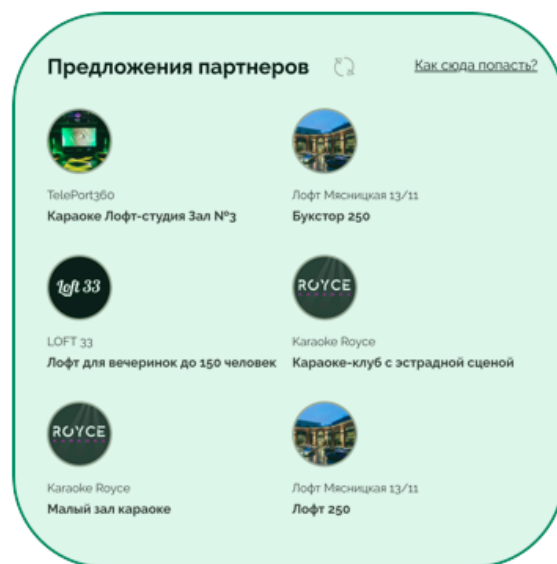 Предложения партнеров
Как сюда попасть?
TelePort360
Караоке Лофт-студия Зал №3
Лофт Мясницкая 13/11
Букстор 250
Loft 33
LOFT 33
Лофт для вечеринок до 150 человек
ROYCE
KARAOKE
Karaoke Royce
Караоке-клуб с эстрадной сценой
ROYCE
KARAOKE
Karaoke Royce
Малый зал караоке
Лофт Мясницкая 13/11
Лофт 250